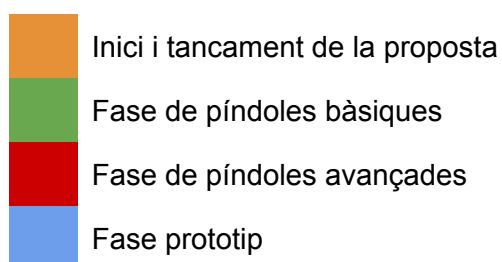 Inici i tancament de la proposta
Fase de píndoles bàsiques
Fase de píndoles avançades
Fase prototip